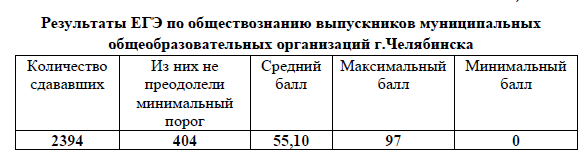 Результаты ЕГЭ по обществознанию выпускников муниципальных
общеобразовательных организаций г.Челябинска
Количество сдававших
Из них не преодолели минимальный порог
Средний балл
Максимальный балл
Минимальный балл
2394 404 55,10 97 0